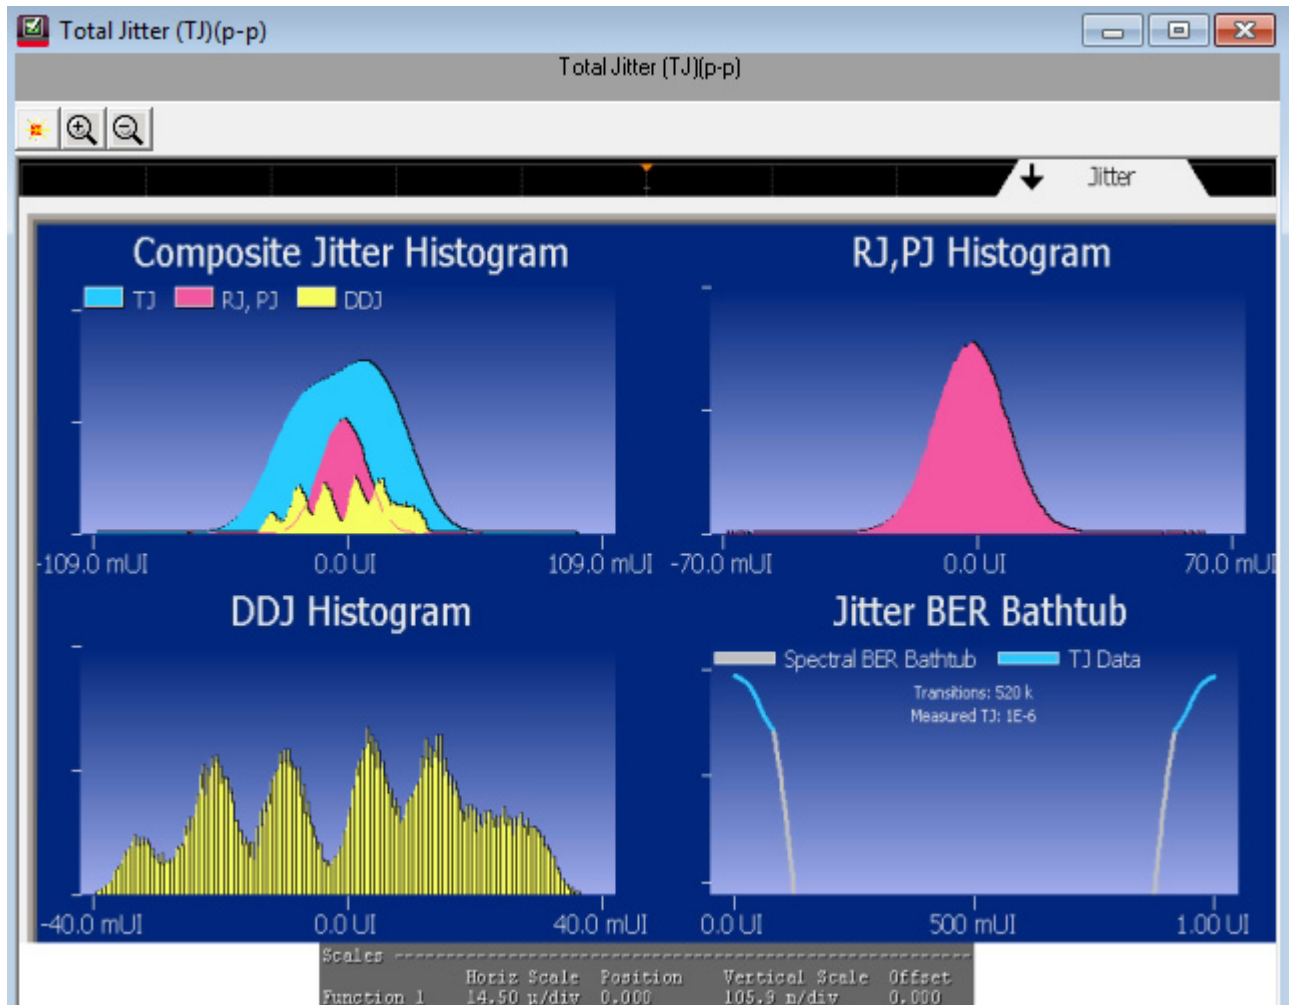 Total Jitter (TJ)(p-p)
Total Jitter (TJ)(p-p)
Jitter
Composite Jitter Histogram
TJ RJ, PJ DDJ
-109.0 mUI 0.0 UI 109.0 mUI
RJ,PJ Histogram
-70.0 mUI 0.0 UI 70.0 mUI
DDJ Histogram
-40.0 mUI 0.0 UI 40.0 mUI
Jitter BER Bathtub
Spectral BER Bathtub TJ Data
Transitions: 520 k
Measured TJ: 1E-6
0.0 UI 500 mUI 1.00 UI
Scales
Horiz Scale Position Vertical Scale Offset
Function 1 14.50 µ/div 0.000 105.9 m/div 0.000